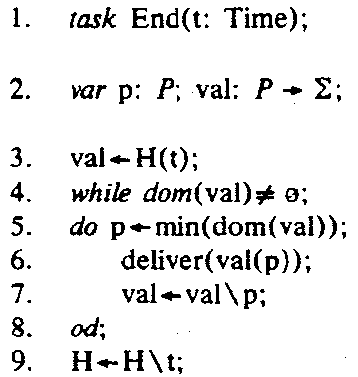 1. task End(t: Time);
2. var p: P; val: P → Σ;
3. val←H(t);
4. while dom(val)≠ ø;
5. do p←min(dom(val));
6. deliver(val(p));
7. val←val\p;
8. od;
9. H←H\t;